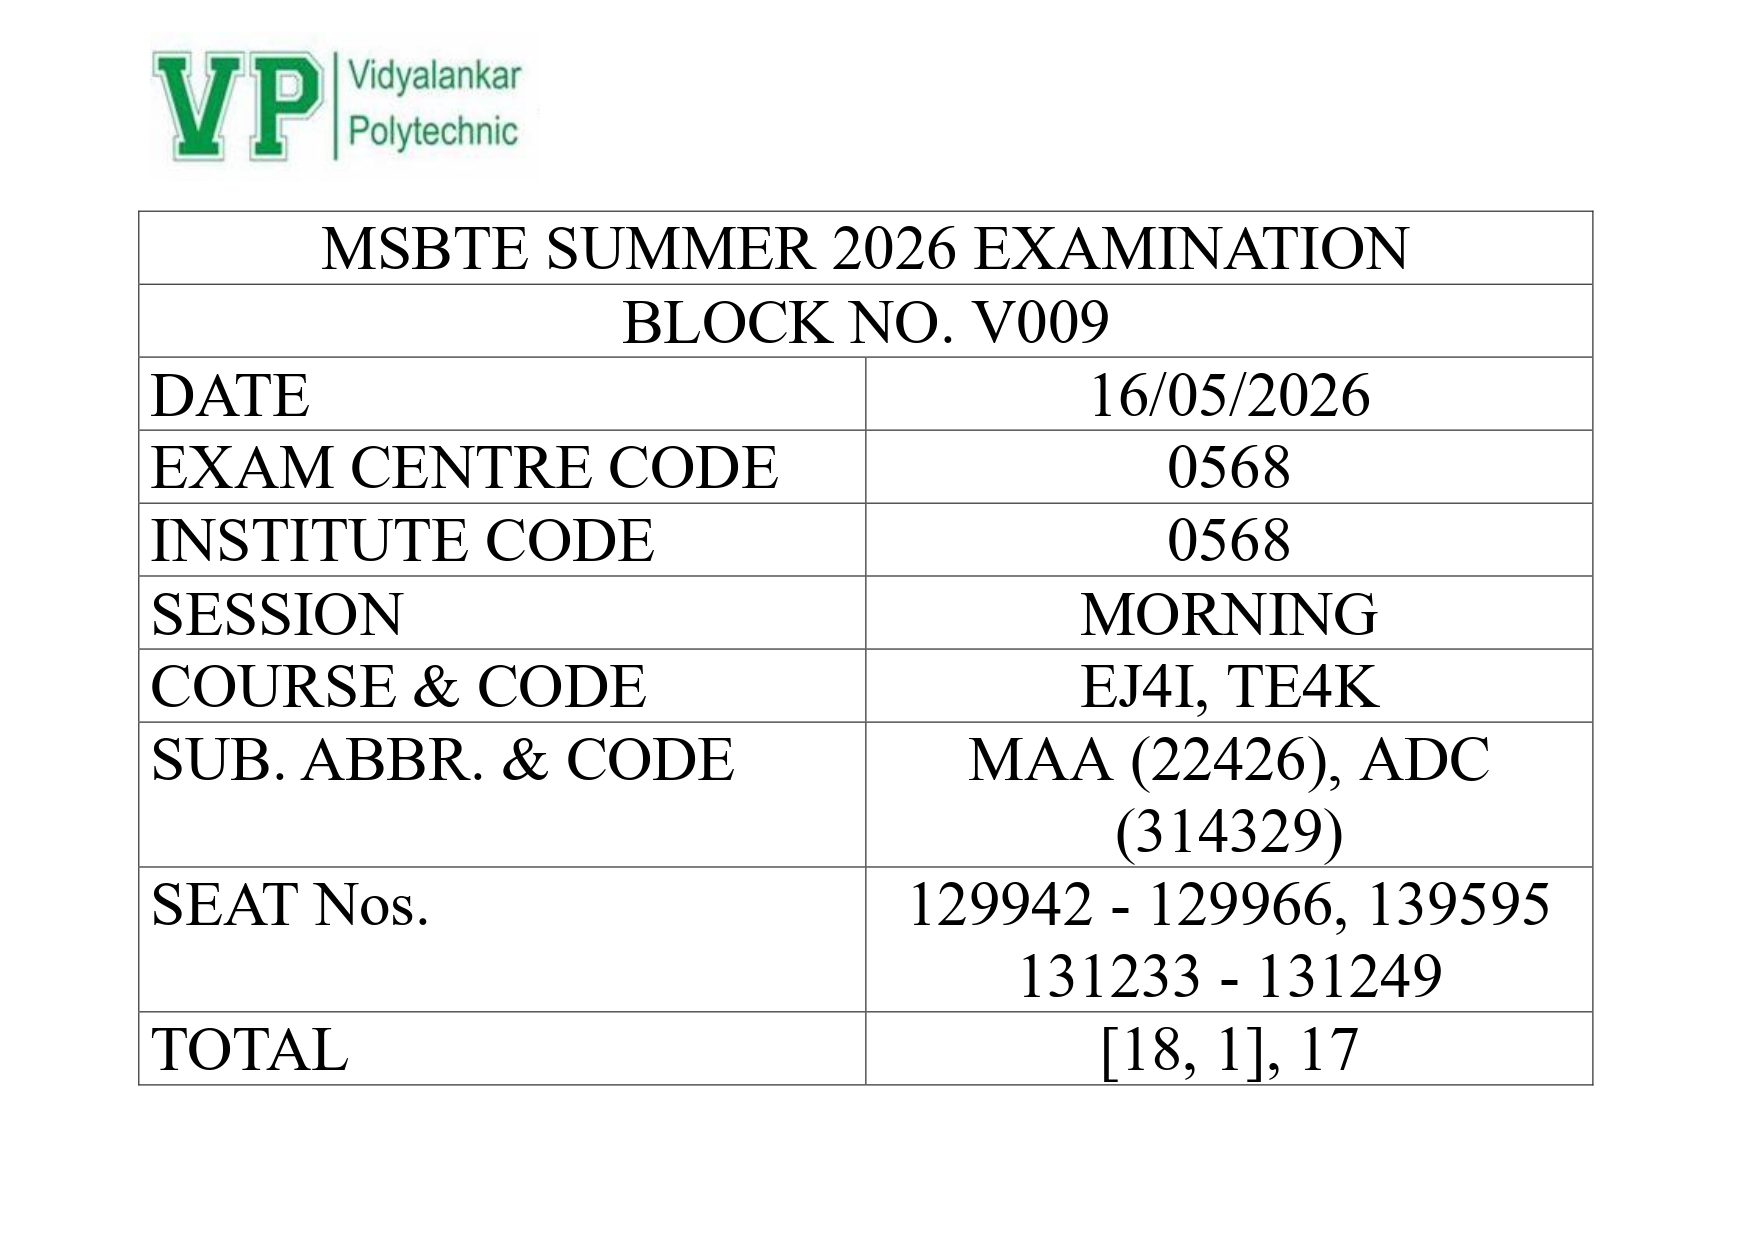 VP
Vidyalankar
Polytechnic
MSBTE SUMMER 2026 EXAMINATION
BLOCK NO. V009
DATE 16/05/2026
EXAM CENTRE CODE 0568
INSTITUTE CODE 0568
SESSION MORNING
COURSE & CODE EJ4I, TE4K
SUB. ABBR. & CODE MAA (22426), ADC
(314329)
SEAT Nos. 129942 - 129966, 139595
131233 - 131249
TOTAL [18, 1], 17